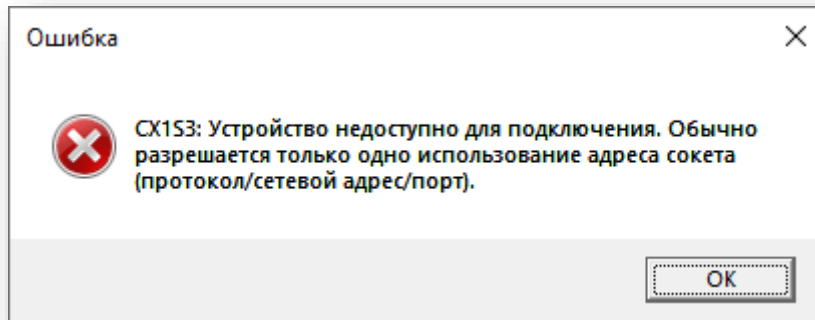 Ошибка
CX1S3: Устройство недоступно для подключения. Обычно
разрешается только одно использование адреса сокета
(протокол/сетевой адрес/порт).
OK